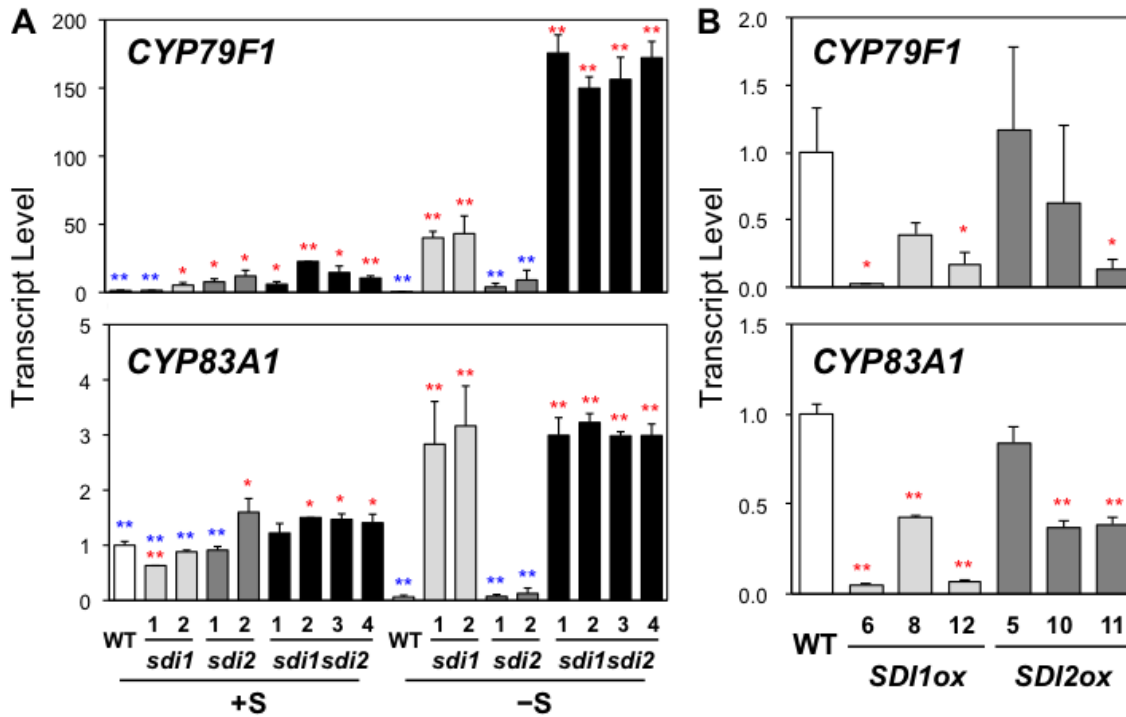 A
B
Transcript Level
CYP79F1
200
150
100
50
0
** ** * * * * ** * ** ** ** ** ** ** ** ** ** **
CYP83A1
5
4
3
2
1
0
** ** ** ** ** * * * * ** ** ** ** ** ** ** ** **
WT 1 2 1 2 1 2 3 4 WT 1 2 1 2 1 2 3 4
sdi1 sdi2 sdi1sdi2 sdi1 sdi2 sdi1sdi2
+S −S
Transcript Level
CYP79F1
2.0
1.5
1.0
0.5
0.0
* * *
CYP83A1
1.5
1.0
0.5
0.0
** ** ** ** **
WT 6 8 12 5 10 11
SDI1ox SDI2ox